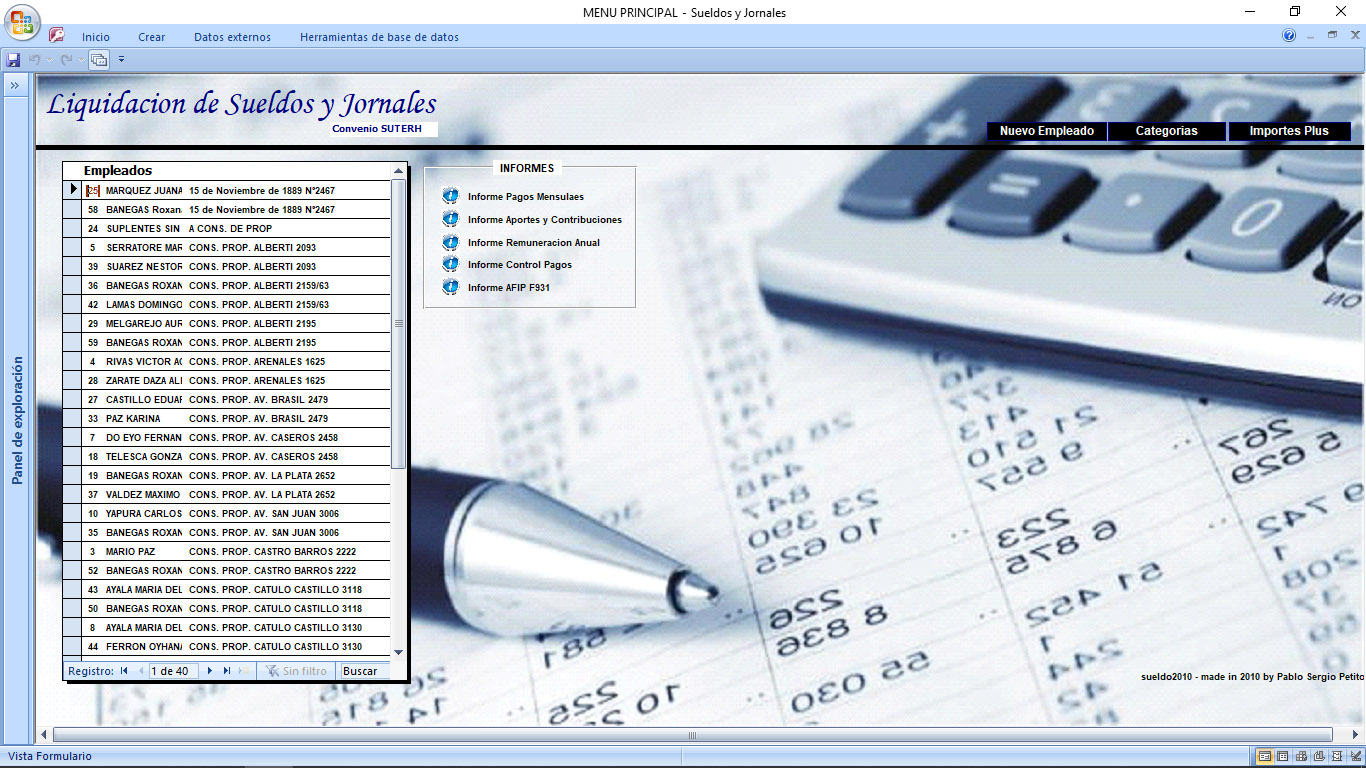 MENU PRINCIPAL - Sueldos y Jornales
Inicio Crear Datos externos Herramientas de base de datos
Liquidacion de Sueldos y Jornales
Convenio SUTERH
Nuevo Empleado Categorias Importes Plus
Panel de exploración
Empleados
25 MARQUEZ JUANA 15 de Noviembre de 1889 N°2467
58 BANEGAS Roxana 15 de Noviembre de 1889 N°2467
24 SUPLENTES SIN A CONS. DE PROP
5 SERRATORE MAR CONS. PROP. ALBERTI 2093
39 SUAREZ NESTOR CONS. PROP. ALBERTI 2093
36 BANEGAS ROXAN CONS. PROP. ALBERTI 2159/63
42 LAMAS DOMINGO CONS. PROP. ALBERTI 2159/63
29 MELGAREJO AUR CONS. PROP. ALBERTI 2195
59 BANEGAS ROXAN CONS. PROP. ALBERTI 2195
4 RIVAS VICTOR AG CONS. PROP. ARENALES 1625
28 ZARATE DAZA ALI CONS. PROP. ARENALES 1625
27 CASTILLO EDUAR CONS. PROP. AV. BRASIL 2479
33 PAZ KARINA CONS. PROP. AV. BRASIL 2479
7 DO EYO FERNAN CONS. PROP. AV. CASEROS 2458
18 TELESCA GONZA CONS. PROP. AV. CASEROS 2458
19 BANEGAS ROXAN CONS. PROP. AV. LA PLATA 2652
37 VALDEZ MAXIMO CONS. PROP. AV. LA PLATA 2652
10 YAPURA CARLOS CONS. PROP. AV. SAN JUAN 3006
35 BANEGAS ROXAN CONS. PROP. AV. SAN JUAN 3006
3 MARIO PAZ CONS. PROP. CASTRO BARROS 2222
52 BANEGAS ROXAN CONS. PROP. CASTRO BARROS 2222
43 AYALA MARIA DEL CONS. PROP. CATULO CASTILLO 3118
50 BANEGAS ROXAN CONS. PROP. CATULO CASTILLO 3118
8 AYALA MARIA DEL CONS. PROP. CATULO CASTILLO 3130
44 FERRON OYHANA CONS. PROP. CATULO CASTILLO 3130
Registro: 1 de 40 Sin filtro Buscar
INFORMES
Informe Pagos Mensulaes
Informe Aportes y Contribuciones
Informe Remuneracion Anual
Informe Control Pagos
Informe AFIP F931
sueldo2010 - made in 2010 by Pablo Sergio Petito
Vista Formulario